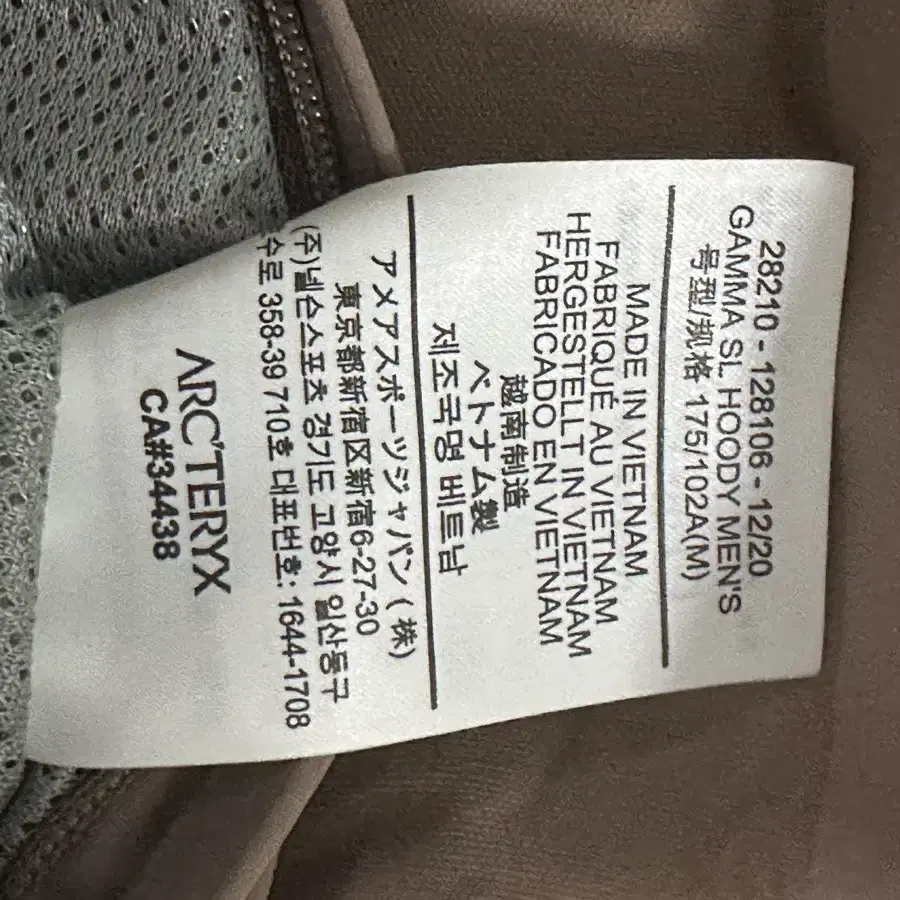 28210 - 128106 - 12/20
GAMMA SL HOODY MEN'S
号型/规格 175/102A(M)
MADE IN VIETNAM
FABRIQUÉ AU VIETNAM
HERGESTELLT IN VIETNAM
FABRICADO EN VIETNAM
越南制造
ベトナム製
제조국명 베트남
アメアスポーツジャパン ( 株)
東京都新宿区新宿6-27-30
(주)넬슨스포츠 경기도 고양시 일산동구
수로 358-39 710호 대표번호: 1644-1708
ARC'TERYX
CA#34438